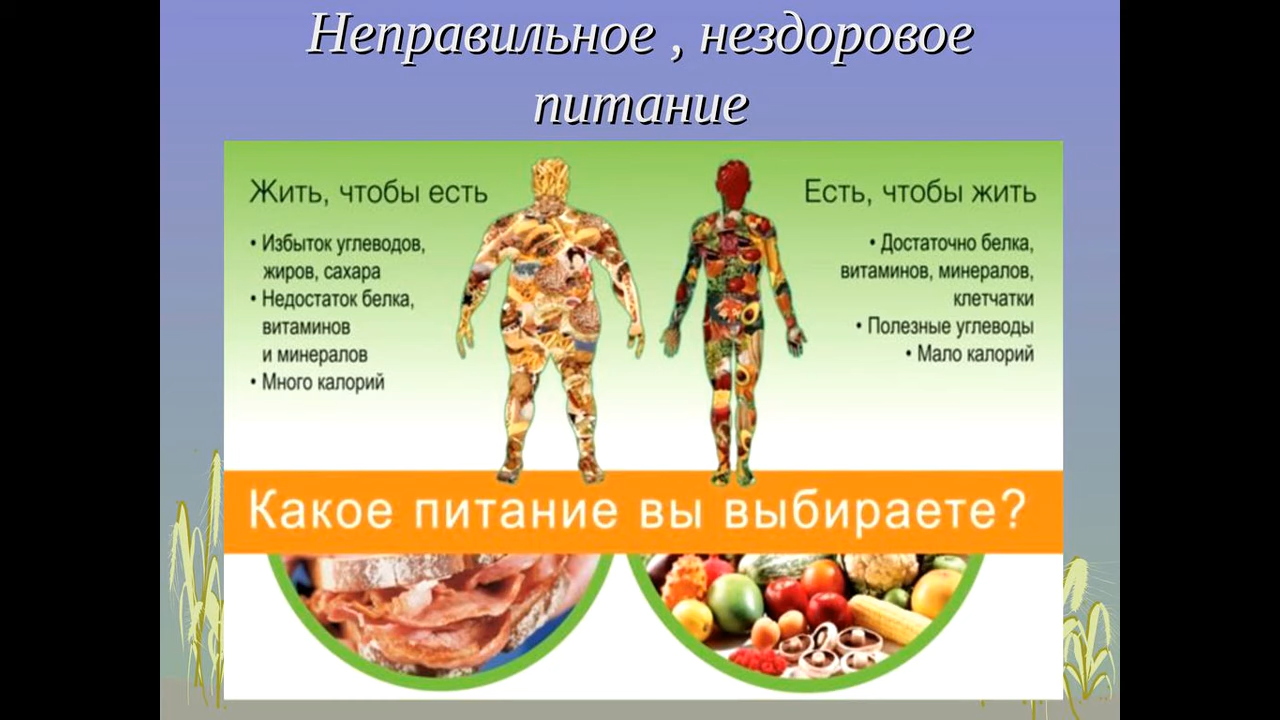 Неправильное , нездоровое
питание
Жить, чтобы есть
• Избыток углеводов,
жиров, сахара
• Недостаток белка,
витаминов
и минералов
• Много калорий
Есть, чтобы жить
• Достаточно белка,
витаминов, минералов,
клетчатки
• Полезные углеводы
• Мало калорий
Какое питание вы выбираете?